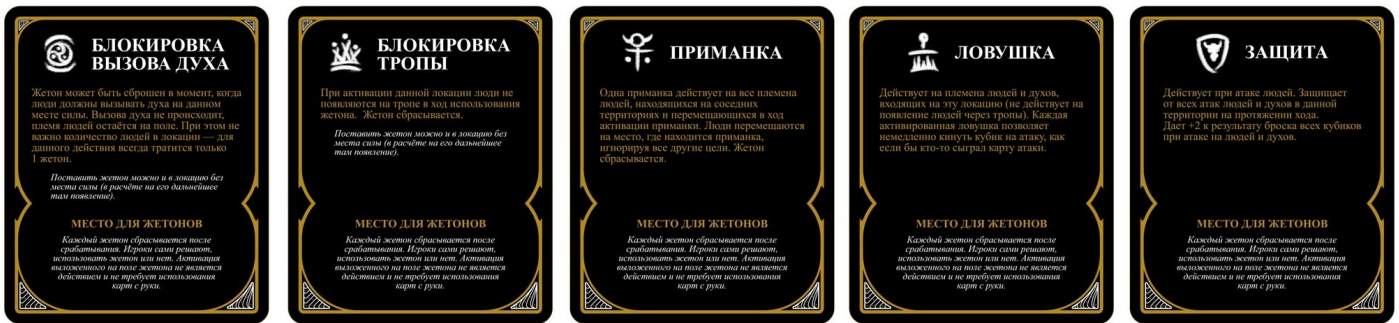 БЛОКИРОВКА
ВЫЗОВА ДУХА
Жетон может быть сброшен в момент, когда
люди должны вызывать духа на данном
месте силы. Вызова духа не происходит,
племя людей остаётся на поле. При этом не
важно количество людей в локации — для
данного действия всегда тратится только
1 жетон.
Поставить жетон можно и в локацию без
места силы (в расчёте на его дальнейшее
там появление).
МЕСТО ДЛЯ ЖЕТОНОВ
Каждый жетон сбрасывается после
срабатывания. Игроки сами решают,
использовать жетон или нет. Активация
выложенного на поле жетона не является
действием и не требует использования
карт с руки.
БЛОКИРОВКА
ТРОПЫ
При активации данной локации люди не
появляются на тропе в ход использования
жетона. Жетон сбрасывается.
Поставить жетон можно и в локацию без
места силы (в расчёте на его дальнейшее
там появление).
МЕСТО ДЛЯ ЖЕТОНОВ
Каждый жетон сбрасывается после
срабатывания. Игроки сами решают,
использовать жетон или нет. Активация
выложенного на поле жетона не является
действием и не требует использования
карт с руки.
ПРИМАНКА
Одна приманка действует на все племена
людей, находящихся на соседних
территориях и перемещающихся в ход
активации приманки. Люди перемещаются
на место, где находится приманка,
игнорируя все другие цели. Жетон
сбрасывается.
МЕСТО ДЛЯ ЖЕТОНОВ
Каждый жетон сбрасывается после
срабатывания. Игроки сами решают,
использовать жетон или нет. Активация
выложенного на поле жетона не является
действием и не требует использования
карт с руки.
ЛОВУШКА
Действует на племена людей и духов,
входящих на эту локацию (не действует на
появление людей через тропы). Каждая
активированная ловушка позволяет
немедленно кинуть кубик на атаку, как
если бы кто-то сыграл карту атаки.
МЕСТО ДЛЯ ЖЕТОНОВ
Каждый жетон сбрасывается после
срабатывания. Игроки сами решают,
использовать жетон или нет. Активация
выложенного на поле жетона не является
действием и не требует использования
карт с руки.
ЗАЩИТА
Действует при атаке людей. Защищает
от всех атак людей и духов в данной
территории на протяжении хода.
Дает +2 к результату броска всех кубиков
при атаке на людей и духов.
МЕСТО ДЛЯ ЖЕТОНОВ
Каждый жетон сбрасывается после
срабатывания. Игроки сами решают,
использовать жетон или нет. Активация
выложенного на поле жетона не является
действием и не требует использования
карт с руки.